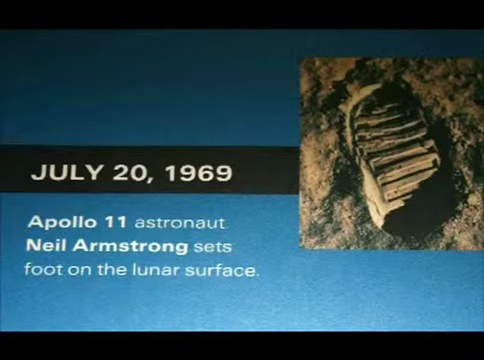 JULY 20, 1969
Apollo 11 astronaut
Neil Armstrong sets
foot on the lunar surface.